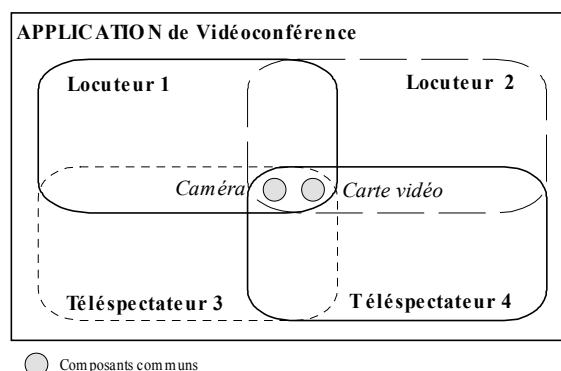 APPLICATION de Vidéoconférence
Locuteur 1
Locuteur 2
Caméra
Carte vidéo
Téléspectateur 3
Téléspectateur 4
Composants communs